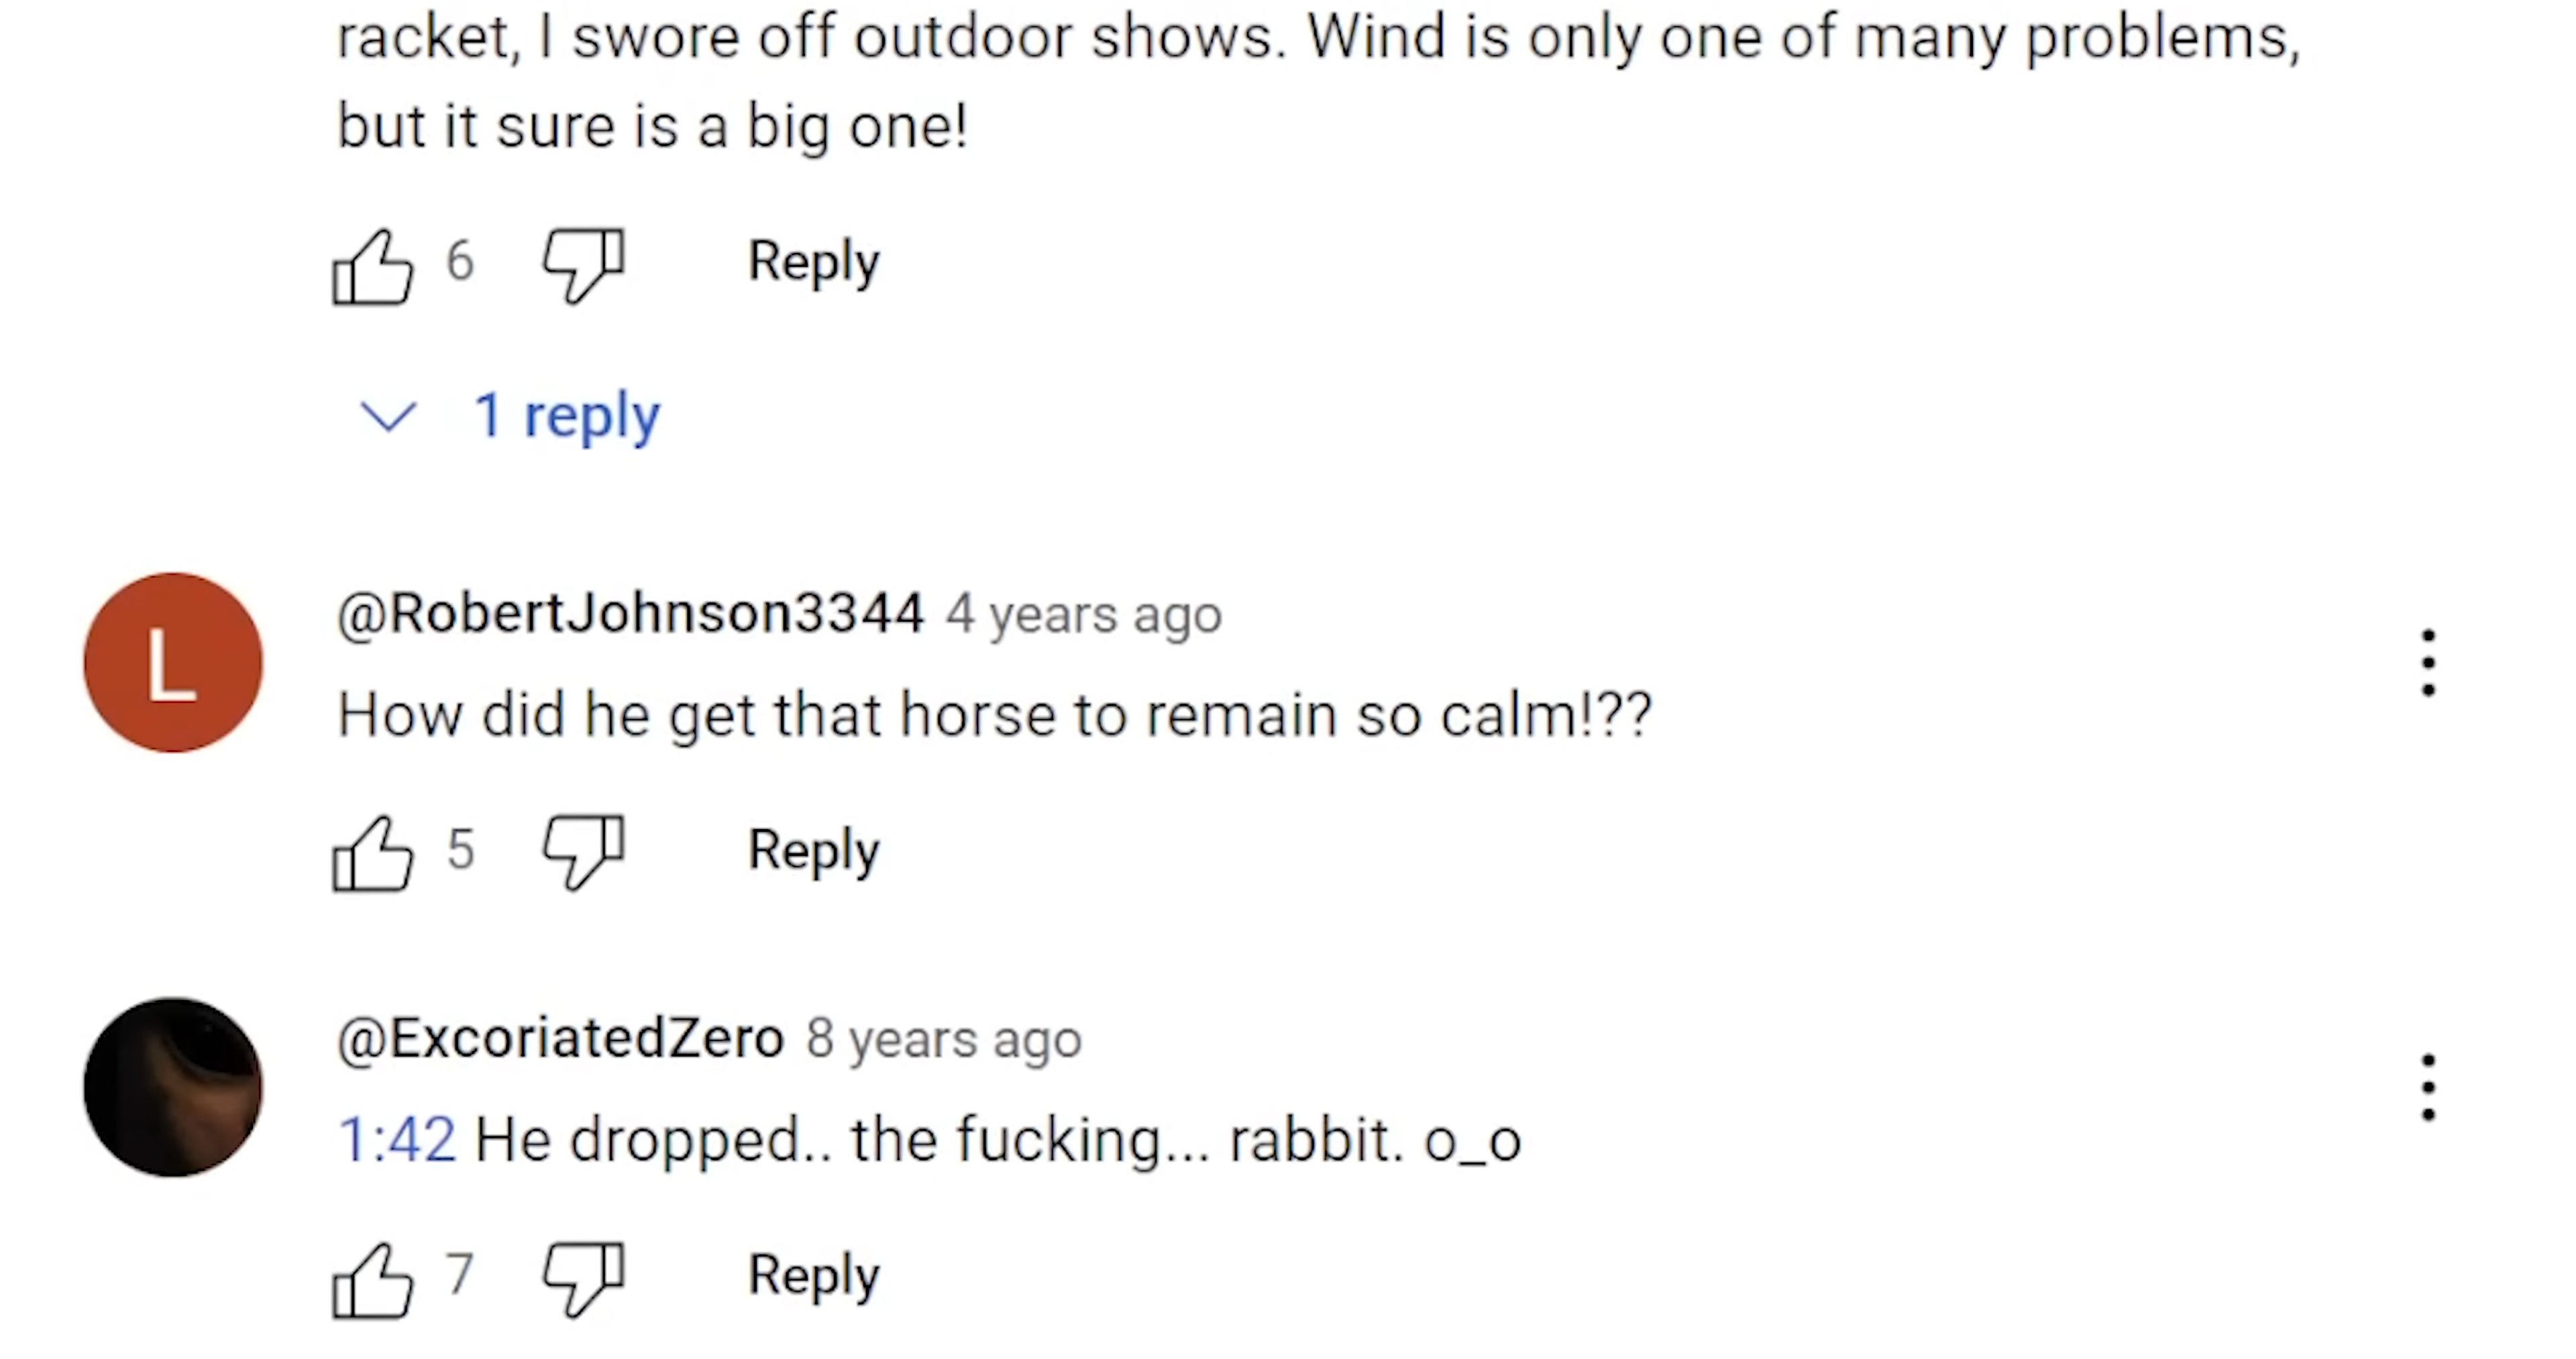 racket, I swore off outdoor shows. Wind is only one of many problems,
but it sure is a big one!
6 Reply
1 reply
L
@RobertJohnson3344 4 years ago
How did he get that horse to remain so calm!??
5 Reply
@ExcoriatedZero 8 years ago
1:42 He dropped.. the fucking... rabbit. o_o
7 Reply